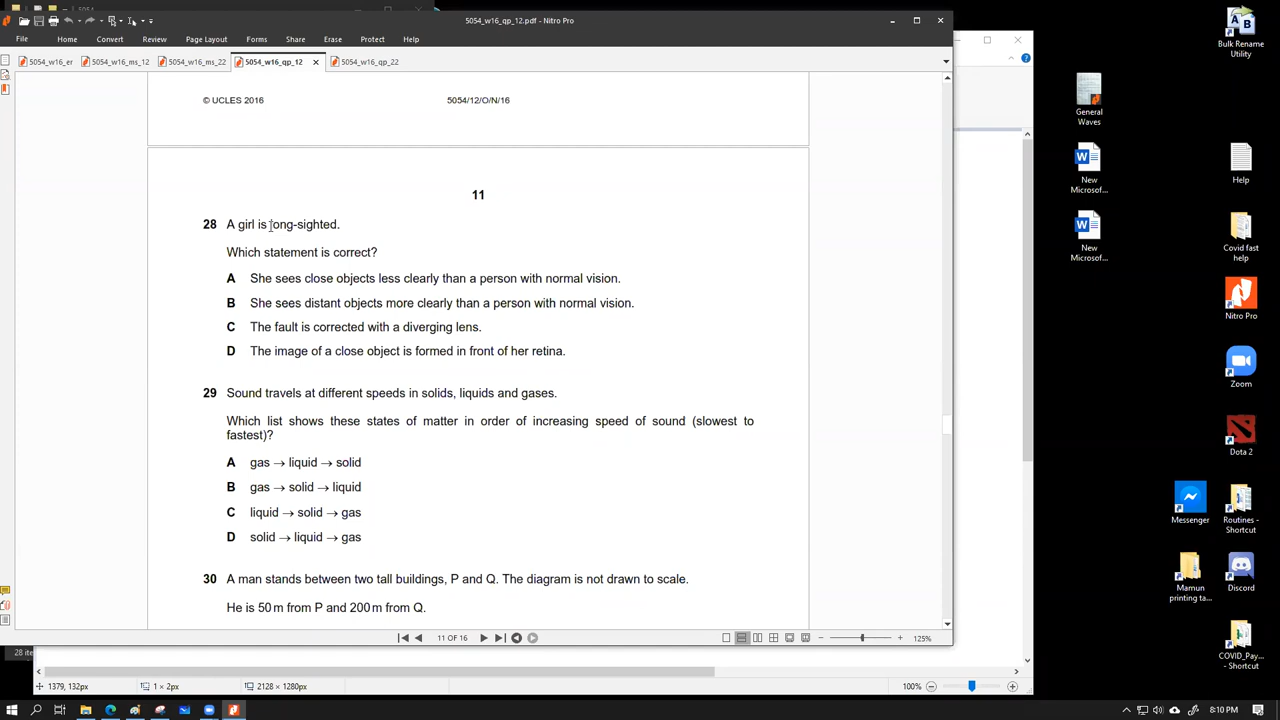 5054_w16_qp_12.pdf - Nitro Pro
File Home Convert Review Page Layout Forms Share Erase Protect Help
5054_w16_er 5054_w16_ms_12 5054_w16_ms_22 5054_w16_qp_12 5054_w16_qp_22
© UCLES 2016 5054/12/O/N/16
11
28 A girl is long-sighted.
Which statement is correct?
A She sees close objects less clearly than a person with normal vision.
B She sees distant objects more clearly than a person with normal vision.
C The fault is corrected with a diverging lens.
D The image of a close object is formed in front of her retina.
29 Sound travels at different speeds in solids, liquids and gases.
Which list shows these states of matter in order of increasing speed of sound (slowest to
fastest)?
A gas → liquid → solid
B gas → solid → liquid
C liquid → solid → gas
D solid → liquid → gas
30 A man stands between two tall buildings, P and Q. The diagram is not drawn to scale.
He is 50 m from P and 200 m from Q.
11 OF 16
125%
28 ite
1379, 132px 1 × 2px 2128 × 1280px 100%
8:10 PM
General
Waves
New
Microsof...
New
Microsof...
Bulk Rename
Utility
Help
Covid fast
help
Nitro Pro
Zoom
Dota 2
Messenger
Routines -
Shortcut
Mamun
printing ta...
Discord
COVID_Pay...
- Shortcut